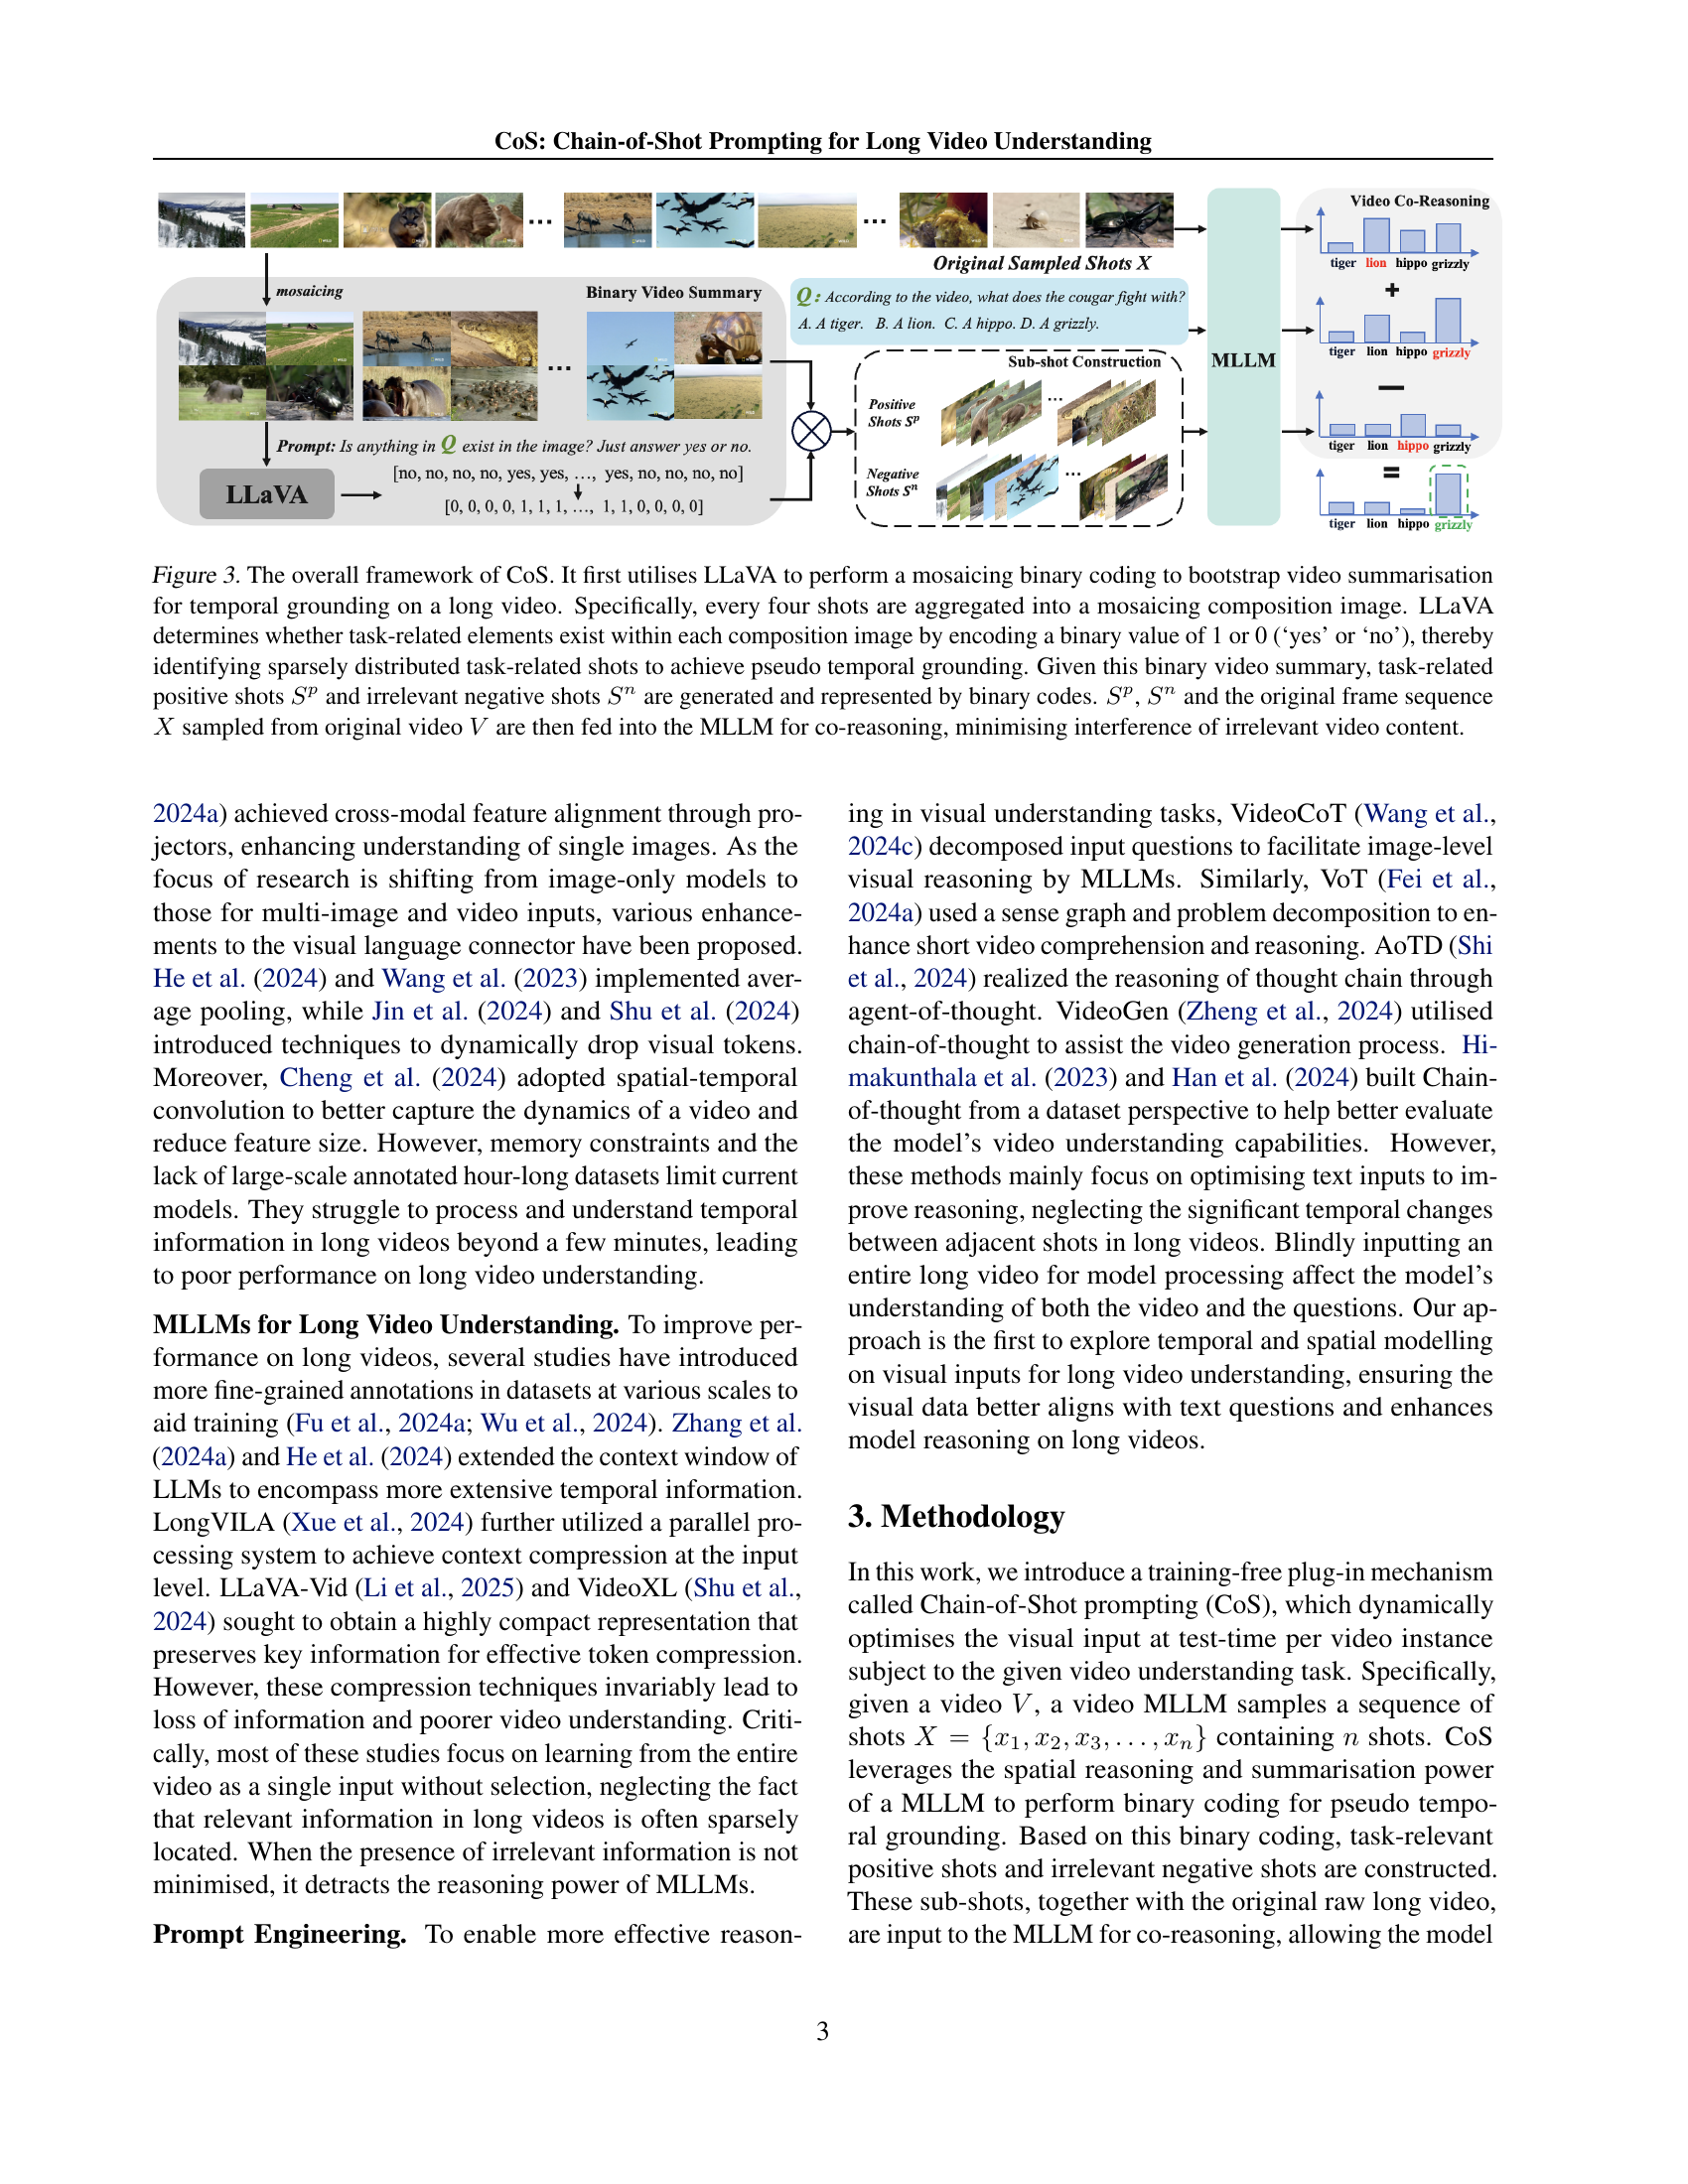 CoS: Chain-of-Shot Prompting for Long Video Understanding
Original Sampled Shots X
mosaicing
Binary Video Summary
Prompt: Is anything in Q exist in the image? Just answer yes or no.
LLaVA
[no, no, no, no, yes, yes, …, yes, no, no, no, no]
[0, 0, 0, 0, 1, 1, 1, …, 1, 1, 0, 0, 0, 0]
Q: According to the video, what does the cougar fight with?
A. A tiger. B. A lion. C. A hippo. D. A grizzly.
Sub-shot Construction
Positive
Shots S^p
Negative
Shots S^n
MLLM
Video Co-Reasoning
tiger lion hippo grizzly
+
tiger lion hippo grizzly
−
tiger lion hippo grizzly
=
tiger lion hippo grizzly
Figure 3. The overall framework of CoS. It first utilises LLaVA to perform a mosaicing binary coding to bootstrap video summarisation
for temporal grounding on a long video. Specifically, every four shots are aggregated into a mosaicing composition image. LLaVA
determines whether task-related elements exist within each composition image by encoding a binary value of 1 or 0 (‘yes’ or ‘no’), thereby
identifying sparsely distributed task-related shots to achieve pseudo temporal grounding. Given this binary video summary, task-related
positive shots S^p and irrelevant negative shots S^n are generated and represented by binary codes. S^p, S^n and the original frame sequence
X sampled from original video V are then fed into the MLLM for co-reasoning, minimising interference of irrelevant video content.
2024a) achieved cross-modal feature alignment through pro-
jectors, enhancing understanding of single images. As the
focus of research is shifting from image-only models to
those for multi-image and video inputs, various enhance-
ments to the visual language connector have been proposed.
He et al. (2024) and Wang et al. (2023) implemented aver-
age pooling, while Jin et al. (2024) and Shu et al. (2024)
introduced techniques to dynamically drop visual tokens.
Moreover, Cheng et al. (2024) adopted spatial-temporal
convolution to better capture the dynamics of a video and
reduce feature size. However, memory constraints and the
lack of large-scale annotated hour-long datasets limit current
models. They struggle to process and understand temporal
information in long videos beyond a few minutes, leading
to poor performance on long video understanding.
MLLMs for Long Video Understanding. To improve per-
formance on long videos, several studies have introduced
more fine-grained annotations in datasets at various scales to
aid training (Fu et al., 2024a; Wu et al., 2024). Zhang et al.
(2024a) and He et al. (2024) extended the context window of
LLMs to encompass more extensive temporal information.
LongVILA (Xue et al., 2024) further utilized a parallel pro-
cessing system to achieve context compression at the input
level. LLaVA-Vid (Li et al., 2025) and VideoXL (Shu et al.,
2024) sought to obtain a highly compact representation that
preserves key information for effective token compression.
However, these compression techniques invariably lead to
loss of information and poorer video understanding. Criti-
cally, most of these studies focus on learning from the entire
video as a single input without selection, neglecting the fact
that relevant information in long videos is often sparsely
located. When the presence of irrelevant information is not
minimised, it detracts the reasoning power of MLLMs.
Prompt Engineering. To enable more effective reason-
ing in visual understanding tasks, VideoCoT (Wang et al.,
2024c) decomposed input questions to facilitate image-level
visual reasoning by MLLMs. Similarly, VoT (Fei et al.,
2024a) used a sense graph and problem decomposition to en-
hance short video comprehension and reasoning. AoTD (Shi
et al., 2024) realized the reasoning of thought chain through
agent-of-thought. VideoGen (Zheng et al., 2024) utilised
chain-of-thought to assist the video generation process. Hi-
makunthala et al. (2023) and Han et al. (2024) built Chain-
of-thought from a dataset perspective to help better evaluate
the model’s video understanding capabilities. However,
these methods mainly focus on optimising text inputs to im-
prove reasoning, neglecting the significant temporal changes
between adjacent shots in long videos. Blindly inputting an
entire long video for model processing affect the model’s
understanding of both the video and the questions. Our ap-
proach is the first to explore temporal and spatial modelling
on visual inputs for long video understanding, ensuring the
visual data better aligns with text questions and enhances
model reasoning on long videos.
3. Methodology
In this work, we introduce a training-free plug-in mechanism
called Chain-of-Shot prompting (CoS), which dynamically
optimises the visual input at test-time per video instance
subject to the given video understanding task. Specifically,
given a video V, a video MLLM samples a sequence of
shots X = {x₁, x₂, x₃, . . . , xₙ} containing n shots. CoS
leverages the spatial reasoning and summarisation power
of a MLLM to perform binary coding for pseudo tempo-
ral grounding. Based on this binary coding, task-relevant
positive shots and irrelevant negative shots are constructed.
These sub-shots, together with the original raw long video,
are input to the MLLM for co-reasoning, allowing the model
3